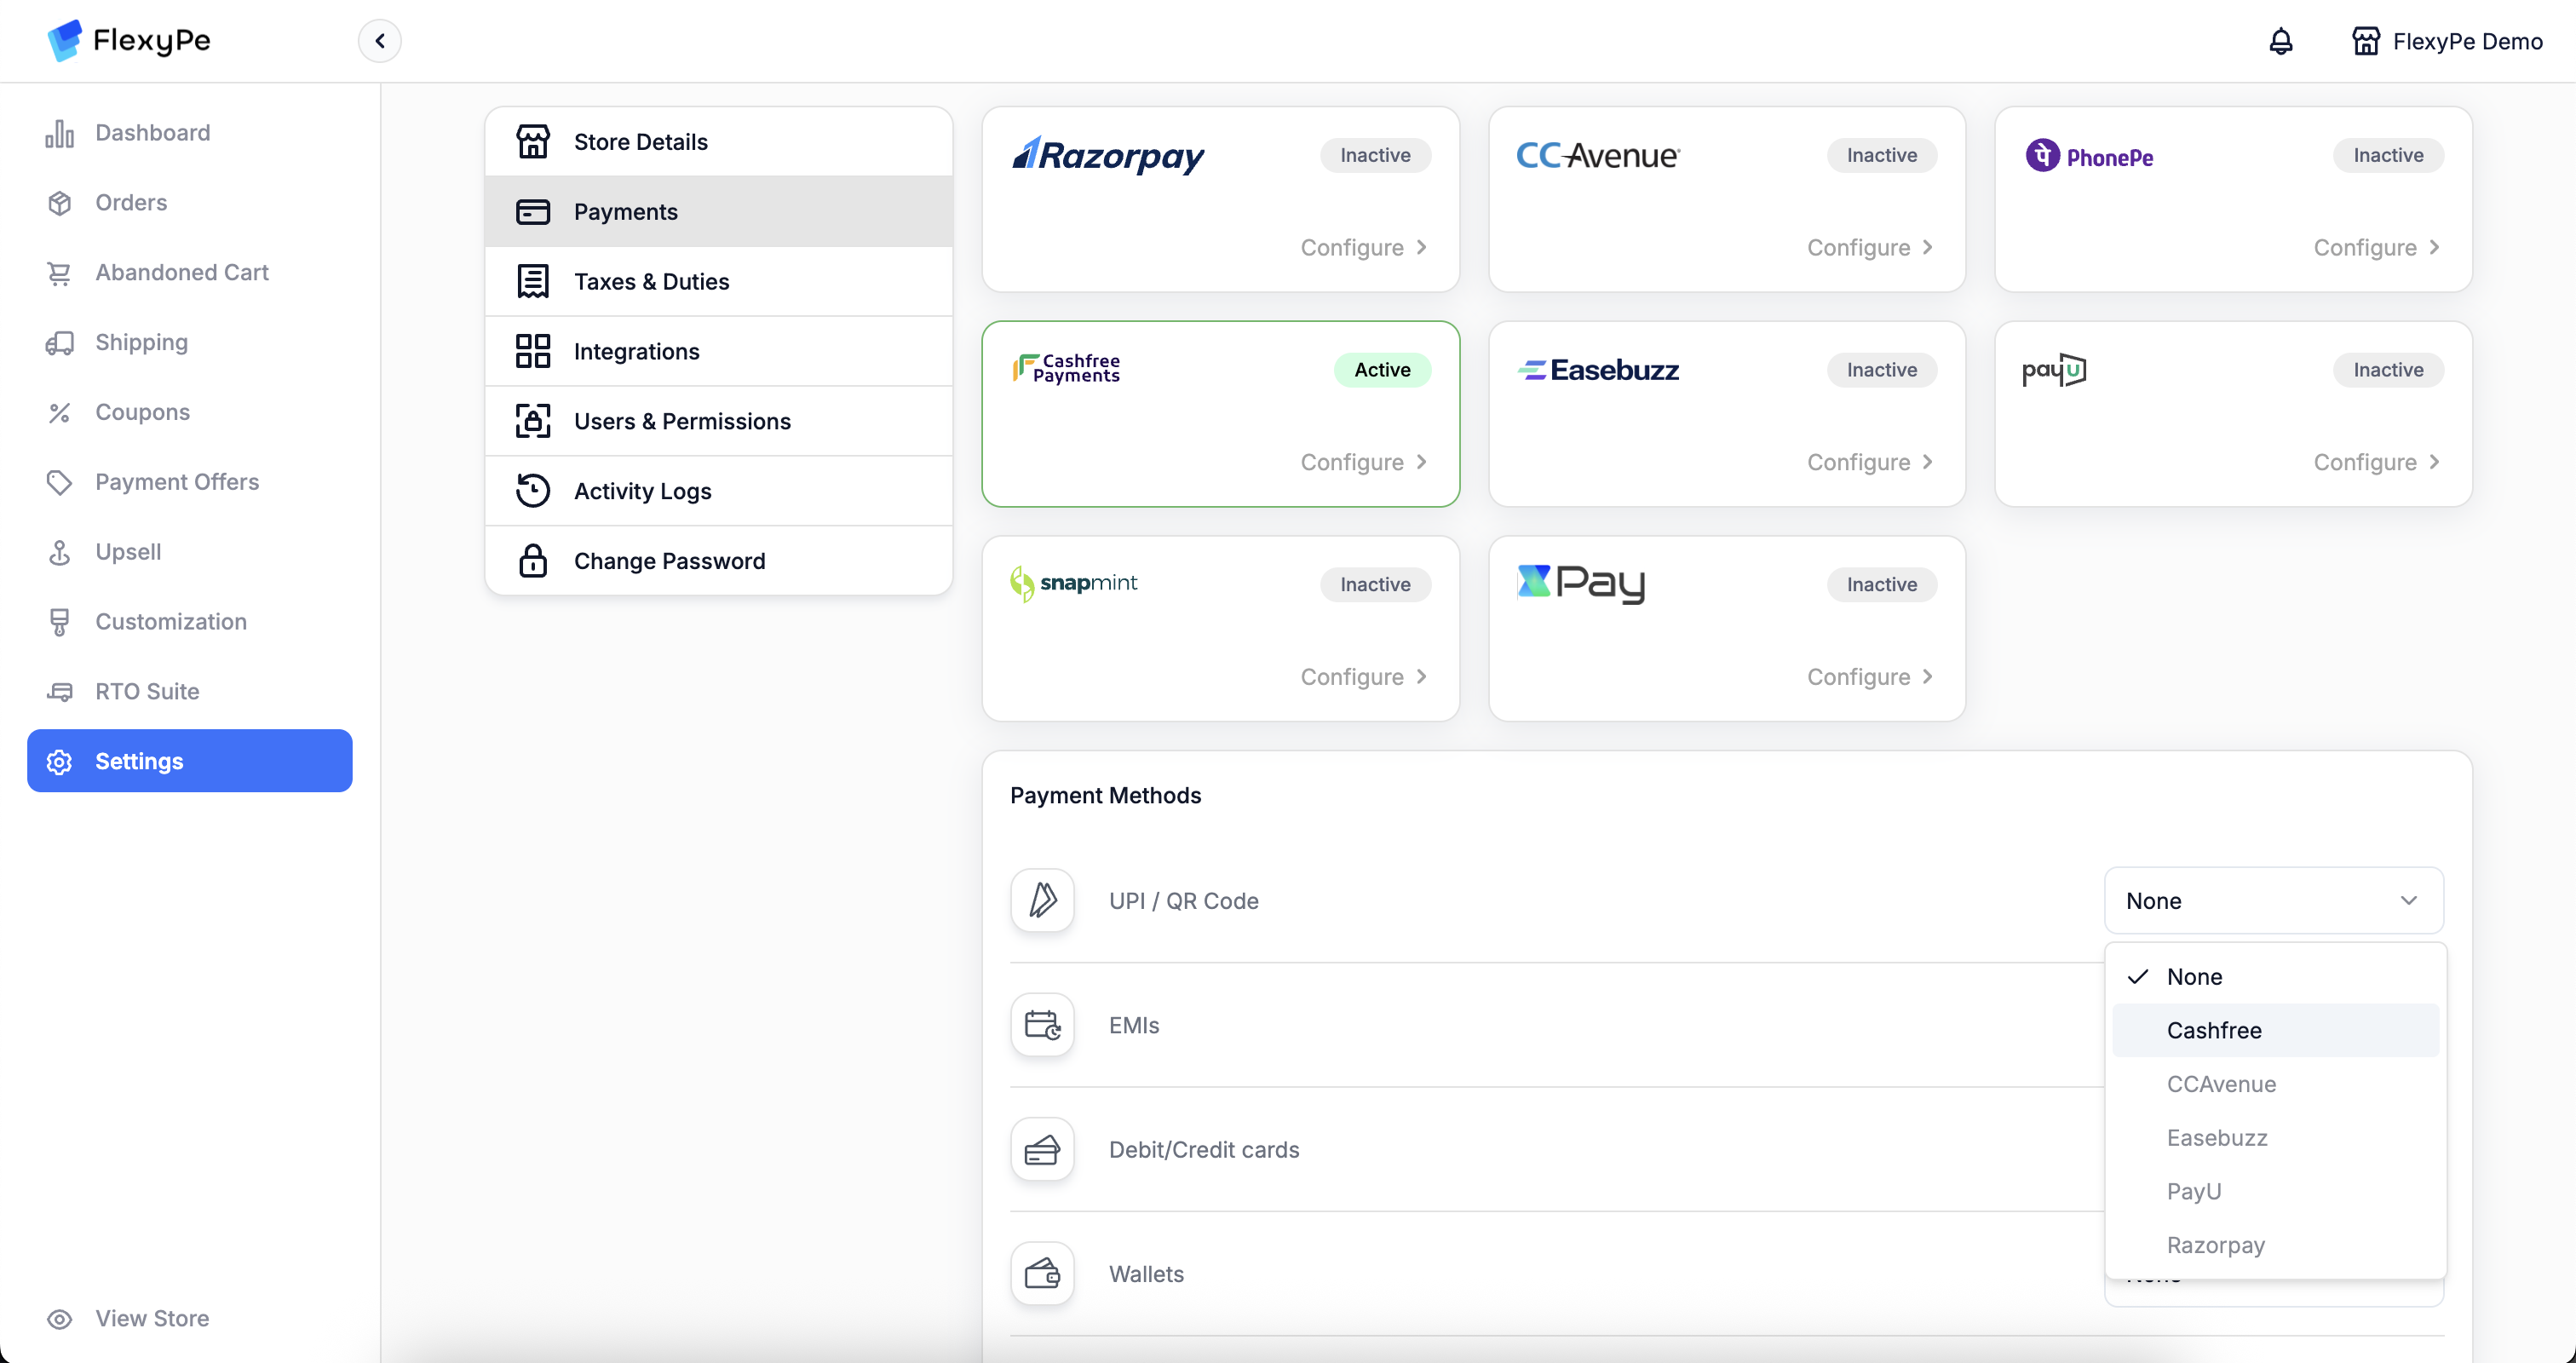 FlexyPe
FlexyPe Demo
Dashboard
Orders
Abandoned Cart
Shipping
Coupons
Payment Offers
Upsell
Customization
RTO Suite
Settings
View Store
Store Details
Payments
Taxes & Duties
Integrations
Users & Permissions
Activity Logs
Change Password
Razorpay
Inactive
Configure
CCAvenue
Inactive
Configure
PhonePe
Inactive
Configure
Cashfree
Payments
Active
Configure
Easebuzz
Inactive
Configure
payU
Inactive
Configure
snapmint
Inactive
Configure
Pay
Inactive
Configure
Payment Methods
UPI / QR Code
None
None
Cashfree
CCAvenue
Easebuzz
PayU
Razorpay
EMIs
Debit/Credit cards
Wallets